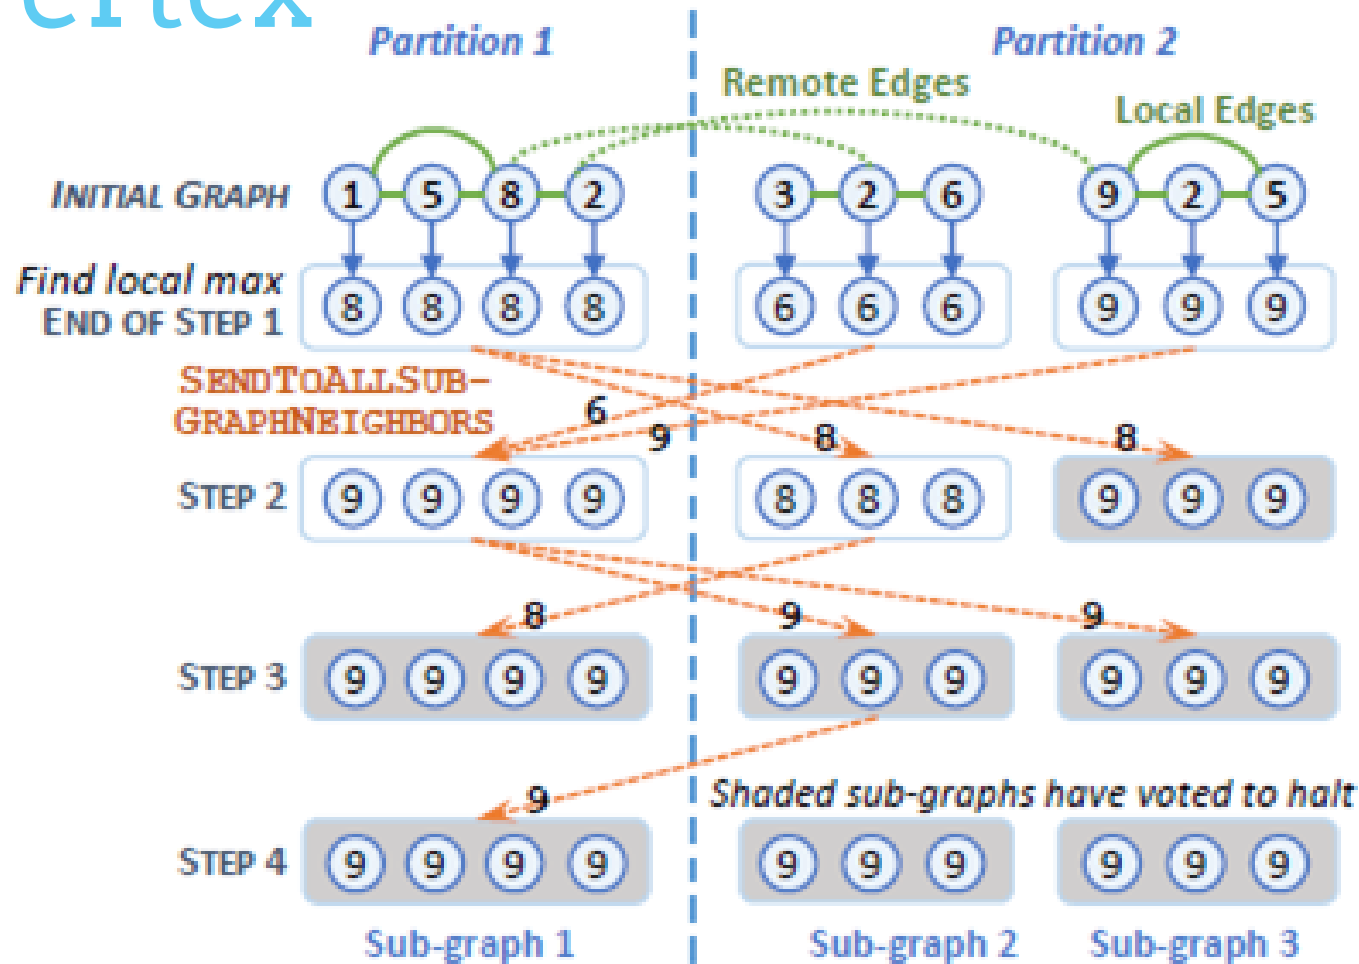 ertex
Partition 1 Partition 2
Remote Edges
Local Edges
INITIAL GRAPH 1 5 8 2 3 2 6 9 2 5
Find local max
END OF STEP 1 8 8 8 8 6 6 6 9 9 9
SENDTOALLSUB-
GRAPHNEIGHBORS
6 9 8 8
STEP 2 9 9 9 9 8 8 8 9 9 9
8 9 9
STEP 3 9 9 9 9 9 9 9 9 9 9
9
Shaded sub-graphs have voted to halt
STEP 4 9 9 9 9 9 9 9 9 9 9
Sub-graph 1 Sub-graph 2 Sub-graph 3